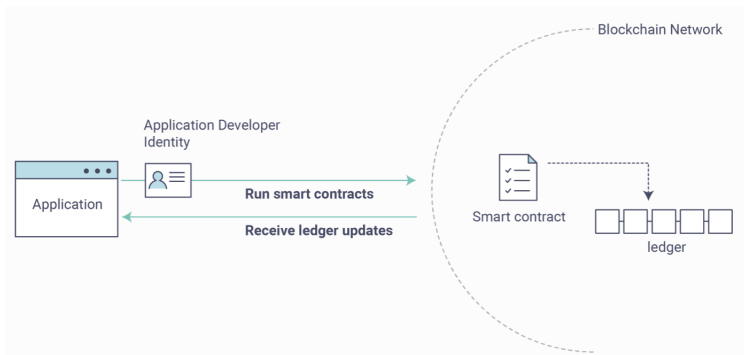 Blockchain Network
Application Developer
Identity
Application
Run smart contracts
Receive ledger updates
Smart contract
ledger